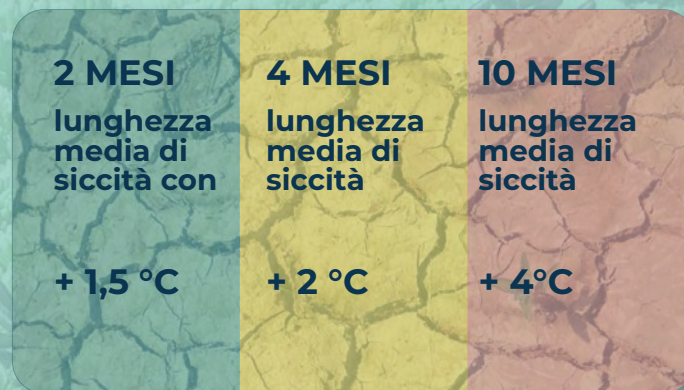 2 MESI
lunghezza
media di
siccità con
+ 1,5 °C
4 MESI
lunghezza
media di
siccità
+ 2 °C
10 MESI
lunghezza
media di
siccità
+ 4°C